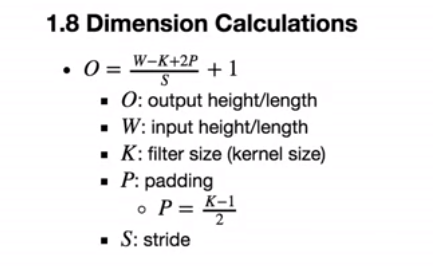 1.8 Dimension Calculations
• O = \frac{W-K+2P}{S} + 1
▪ O: output height/length
▪ W: input height/length
▪ K: filter size (kernel size)
▪ P: padding
◦ P = \frac{K-1}{2}
▪ S: stride